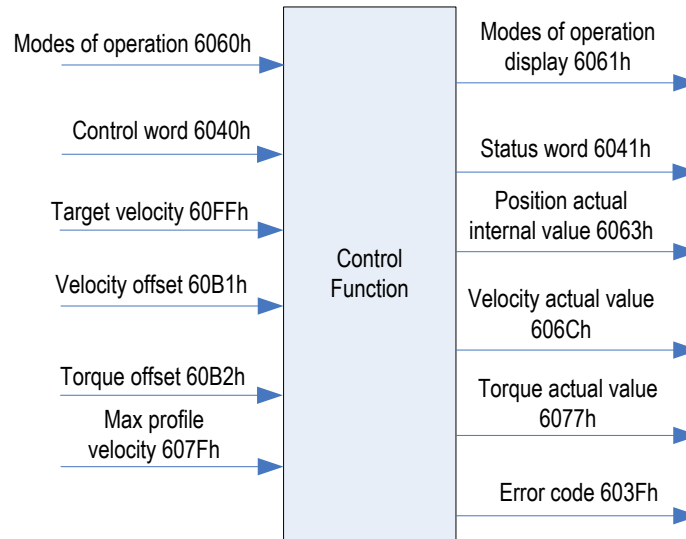 Modes of operation 6060h
Control word 6040h
Target velocity 60FFh
Velocity offset 60B1h
Torque offset 60B2h
Max profile
velocity 607Fh
Control
Function
Modes of operation
display 6061h
Status word 6041h
Position actual
internal value 6063h
Velocity actual value
606Ch
Torque actual value
6077h
Error code 603Fh